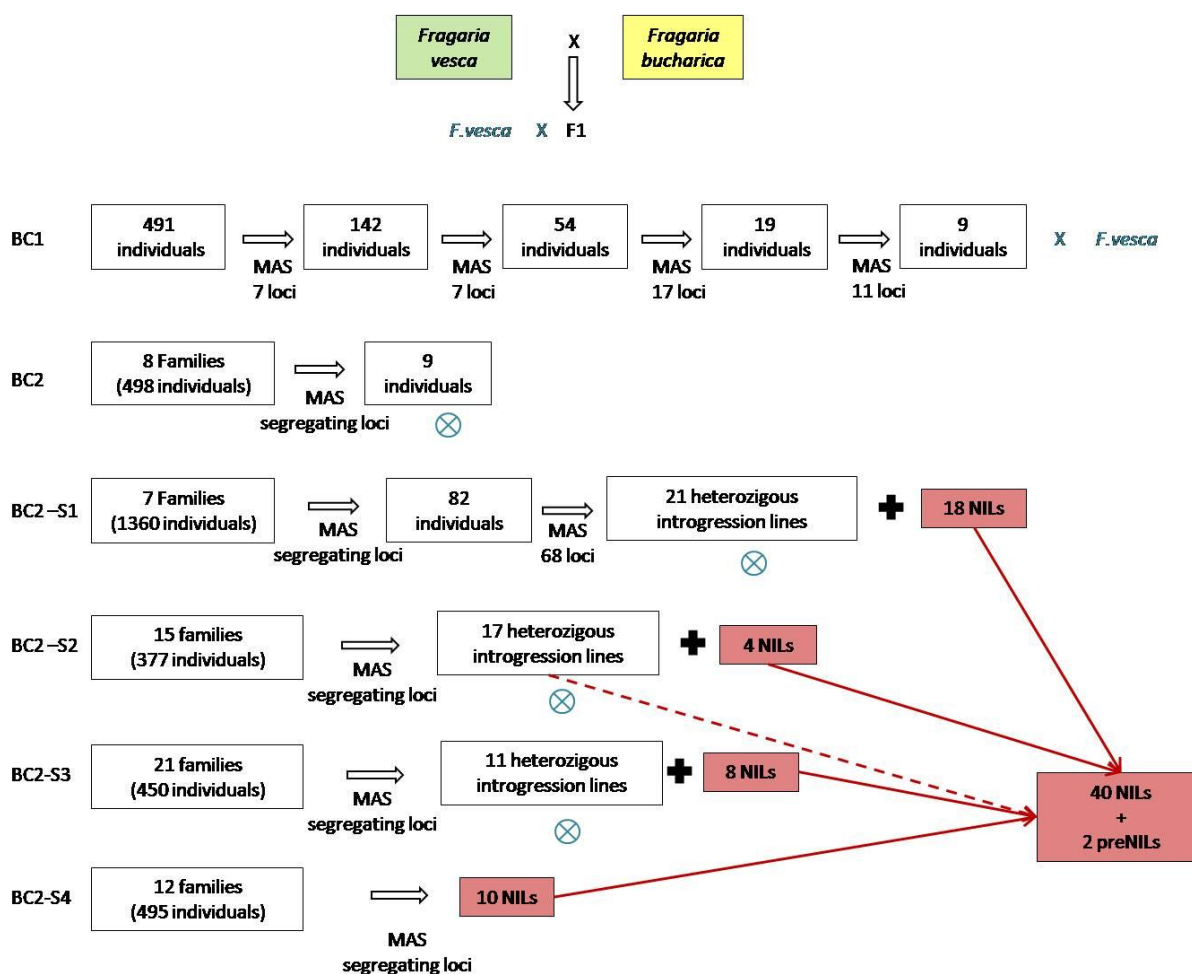 Fragaria
vesca
X
Fragaria
bucharica
F.vesca X F1
BC1
491
individuals
MAS
7 loci
142
individuals
MAS
7 loci
54
individuals
MAS
17 loci
19
individuals
MAS
11 loci
9
individuals
X F.vesca
BC2
8 Families
(498 individuals)
MAS
segregating loci
9
individuals
BC2 –S1
7 Families
(1360 individuals)
MAS
segregating loci
82
individuals
MAS
68 loci
21 heterozigous
introgression lines
18 NILs
BC2 –S2
15 families
(377 individuals)
MAS
segregating loci
17 heterozigous
introgression lines
4 NILs
BC2-S3
21 families
(450 individuals)
MAS
segregating loci
11 heterozigous
introgression lines
8 NILs
40 NILs
+
2 preNILs
BC2-S4
12 families
(495 individuals)
MAS
segregating loci
10 NILs